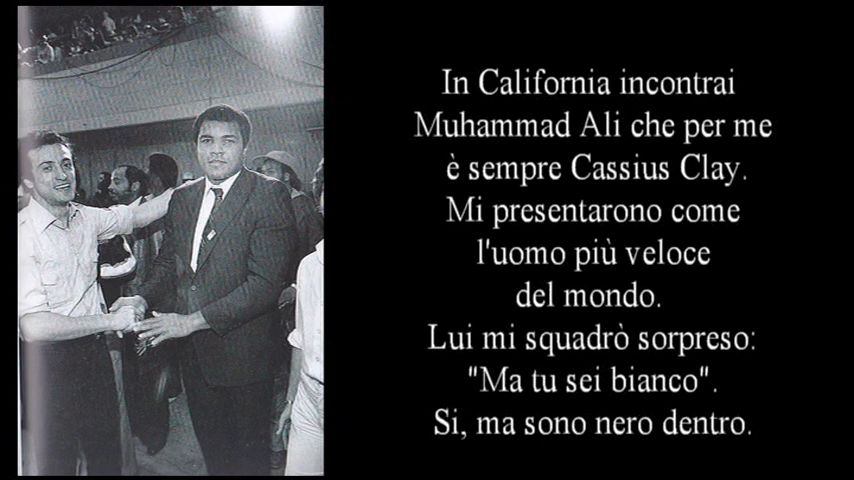 In California incontrai
Muhammad Ali che per me
è sempre Cassius Clay.
Mi presentarono come
l'uomo più veloce
del mondo.
Lui mi squadrò sorpreso:
"Ma tu sei bianco".
Si, ma sono nero dentro.